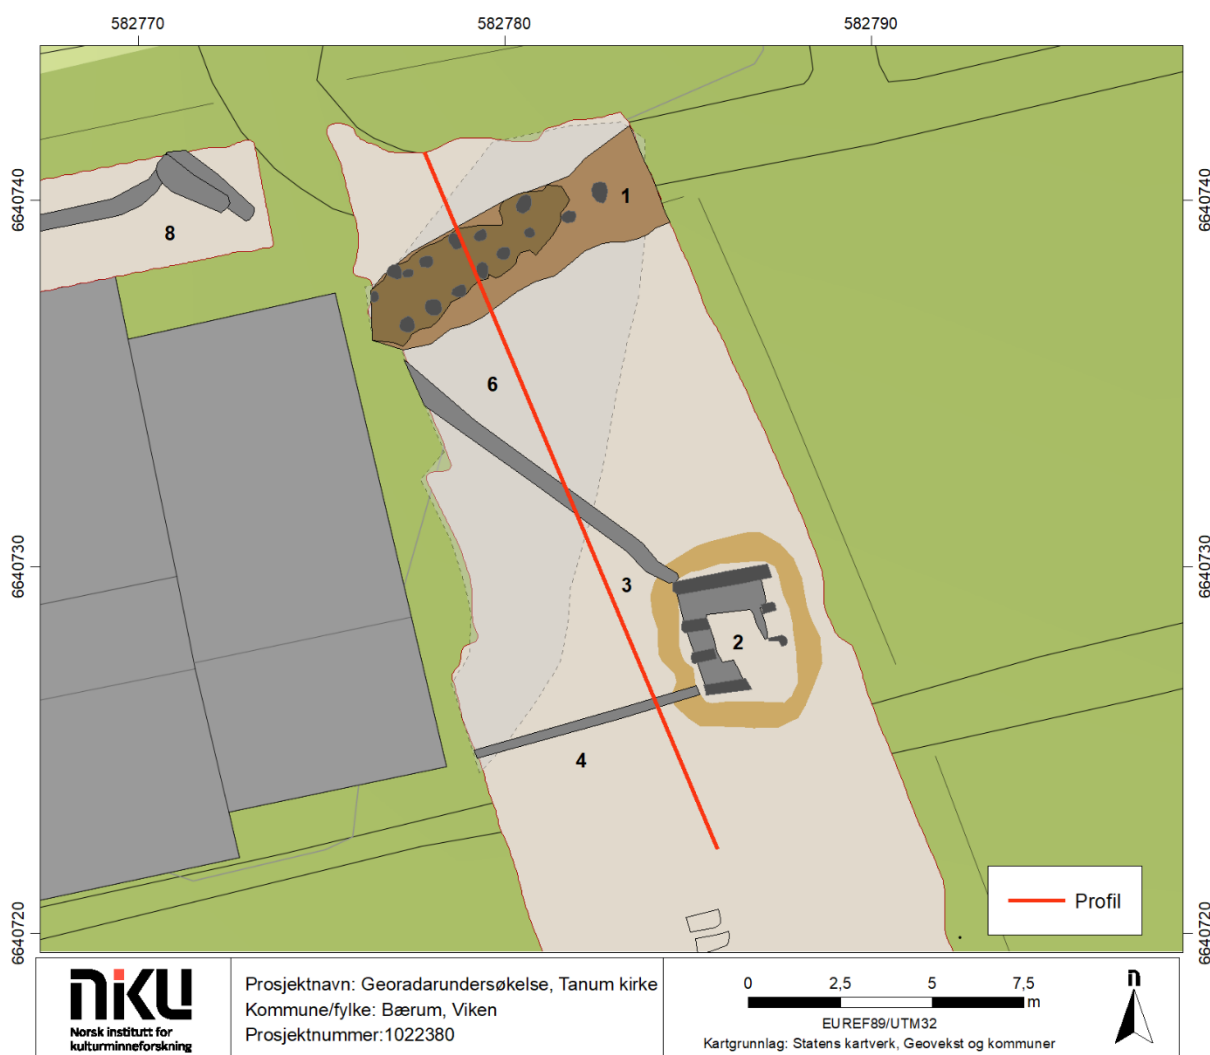 582770
582780
582790
6640740
6640740
1
8
6
6640730
6640730
3
2
4
Profil
6640720
6640720
NIKU
Norsk institutt for
kulturminneforskning
Prosjektnavn: Georadarundersøkelse, Tanum kirke
Kommune/fylke: Bærum, Viken
Prosjektnummer:1022380
0
2,5
5
7,5
m
EUREF89/UTM32
Kartgrunnlag: Statens kartverk, Geovekst og kommuner
n